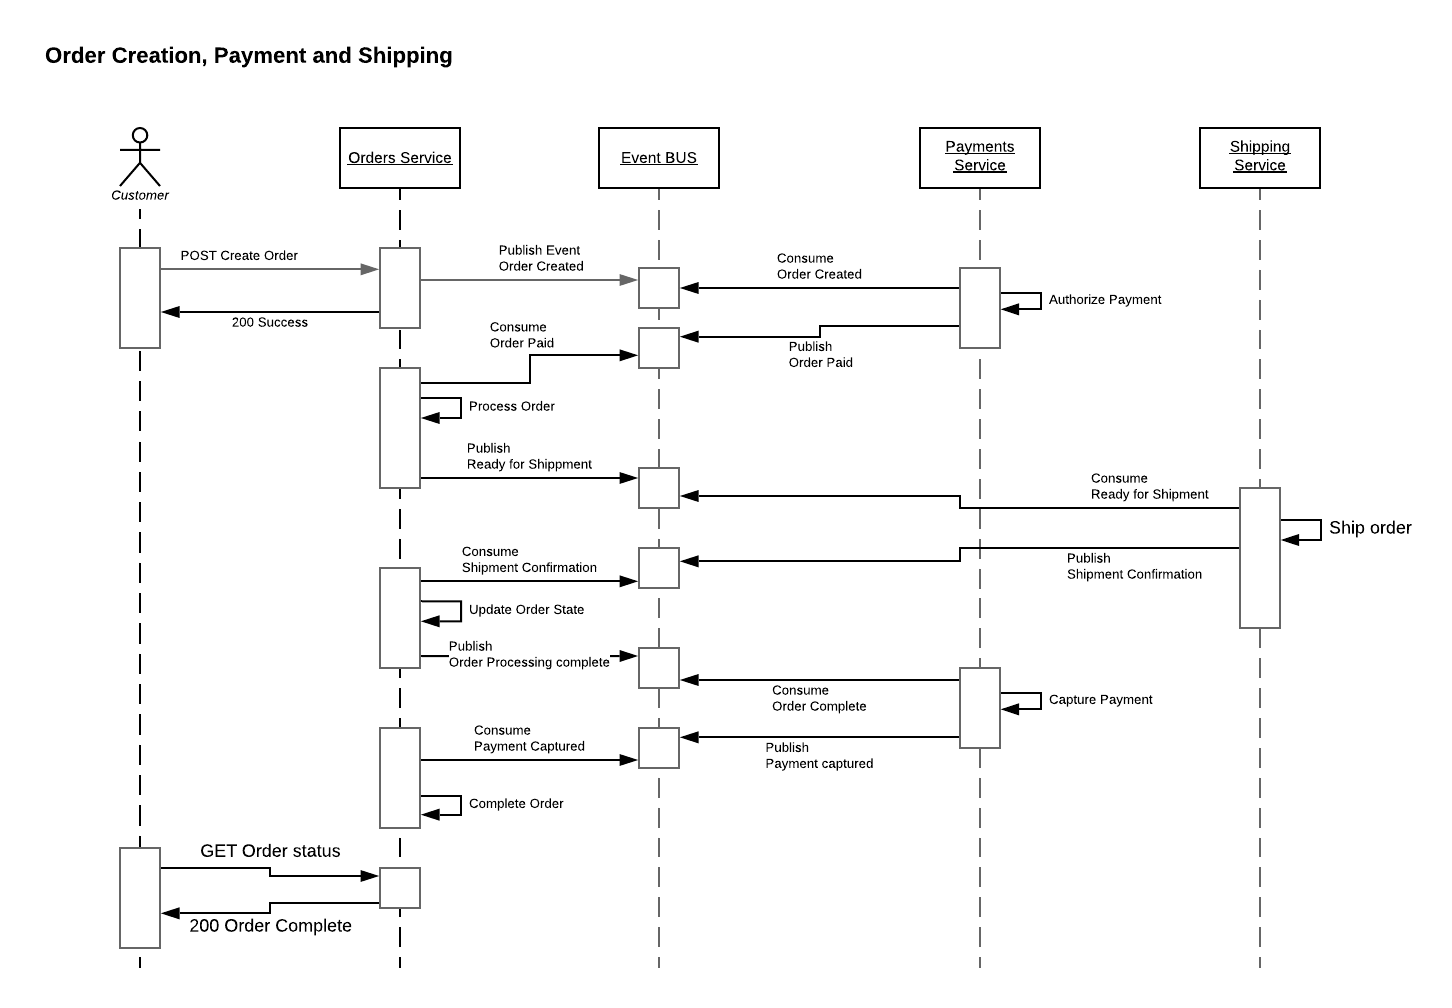 Order Creation, Payment and Shipping
Customer
Orders Service
Event BUS
Payments
Service
Shipping
Service
POST Create Order
200 Success
Publish Event
Order Created
Consume
Order Created
Authorize Payment
Consume
Order Paid
Publish
Order Paid
Process Order
Publish
Ready for Shippment
Consume
Ready for Shipment
Ship order
Consume
Shipment Confirmation
Publish
Shipment Confirmation
Update Order State
Publish
Order Processing complete
Consume
Order Complete
Capture Payment
Consume
Payment Captured
Publish
Payment captured
Complete Order
GET Order status
200 Order Complete